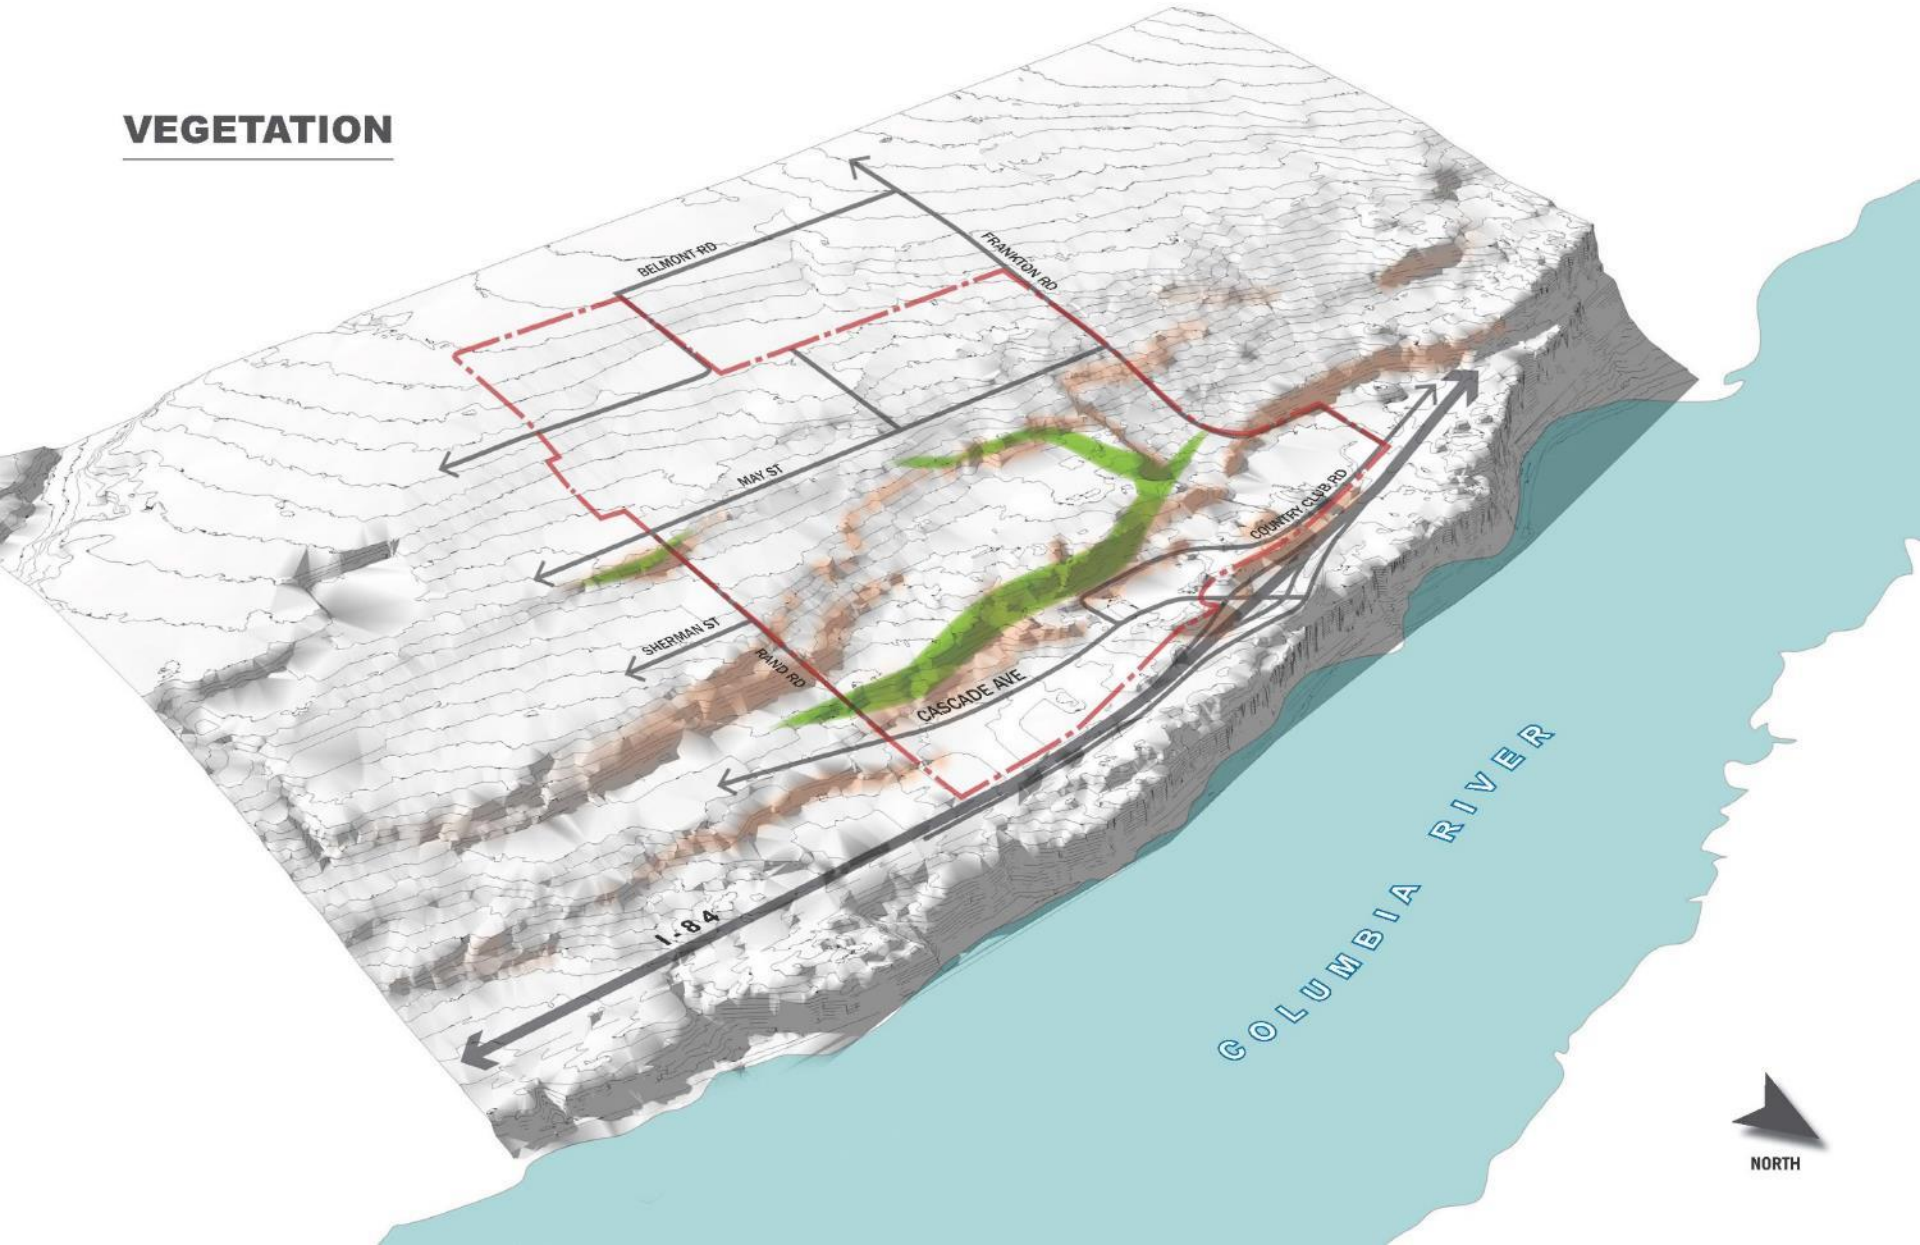 VEGETATION
BELMONT RD
FRANKTON RD
MAY ST
COUNTRY CLUB RD
SHERMAN ST
RAND RD
CASCADE AVE
I-84
COLUMBIA RIVER
NORTH